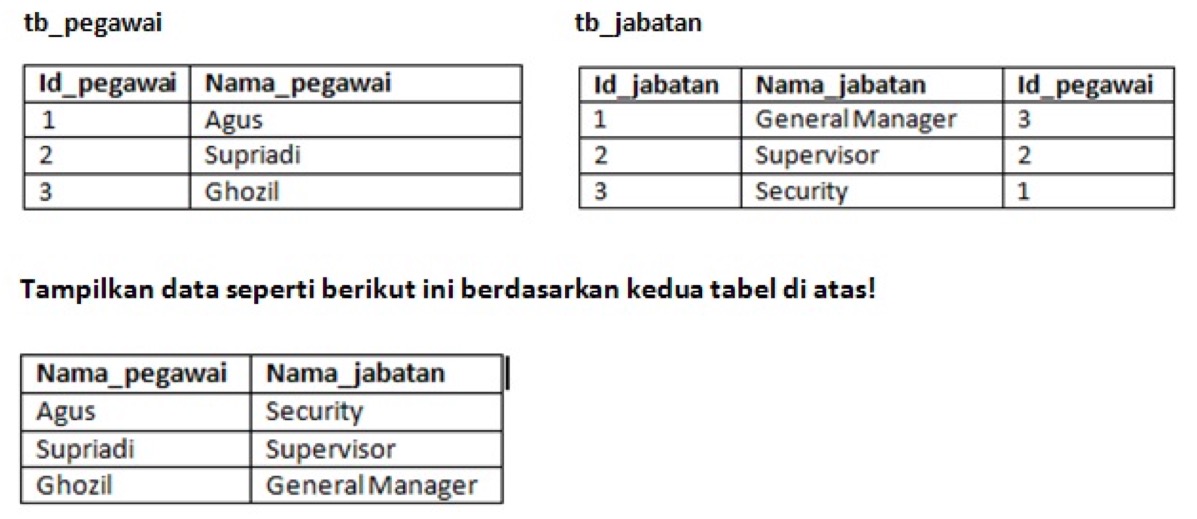 tb_pegawai
Id_pegawai Nama_pegawai
1 Agus
2 Supriadi
3 Ghozil
tb_jabatan
Id_jabatan Nama_jabatan Id_pegawai
1 General Manager 3
2 Supervisor 2
3 Security 1
Tampilkan data seperti berikut ini berdasarkan kedua tabel di atas!
Nama_pegawai Nama_jabatan
Agus Security
Supriadi Supervisor
Ghozil General Manager